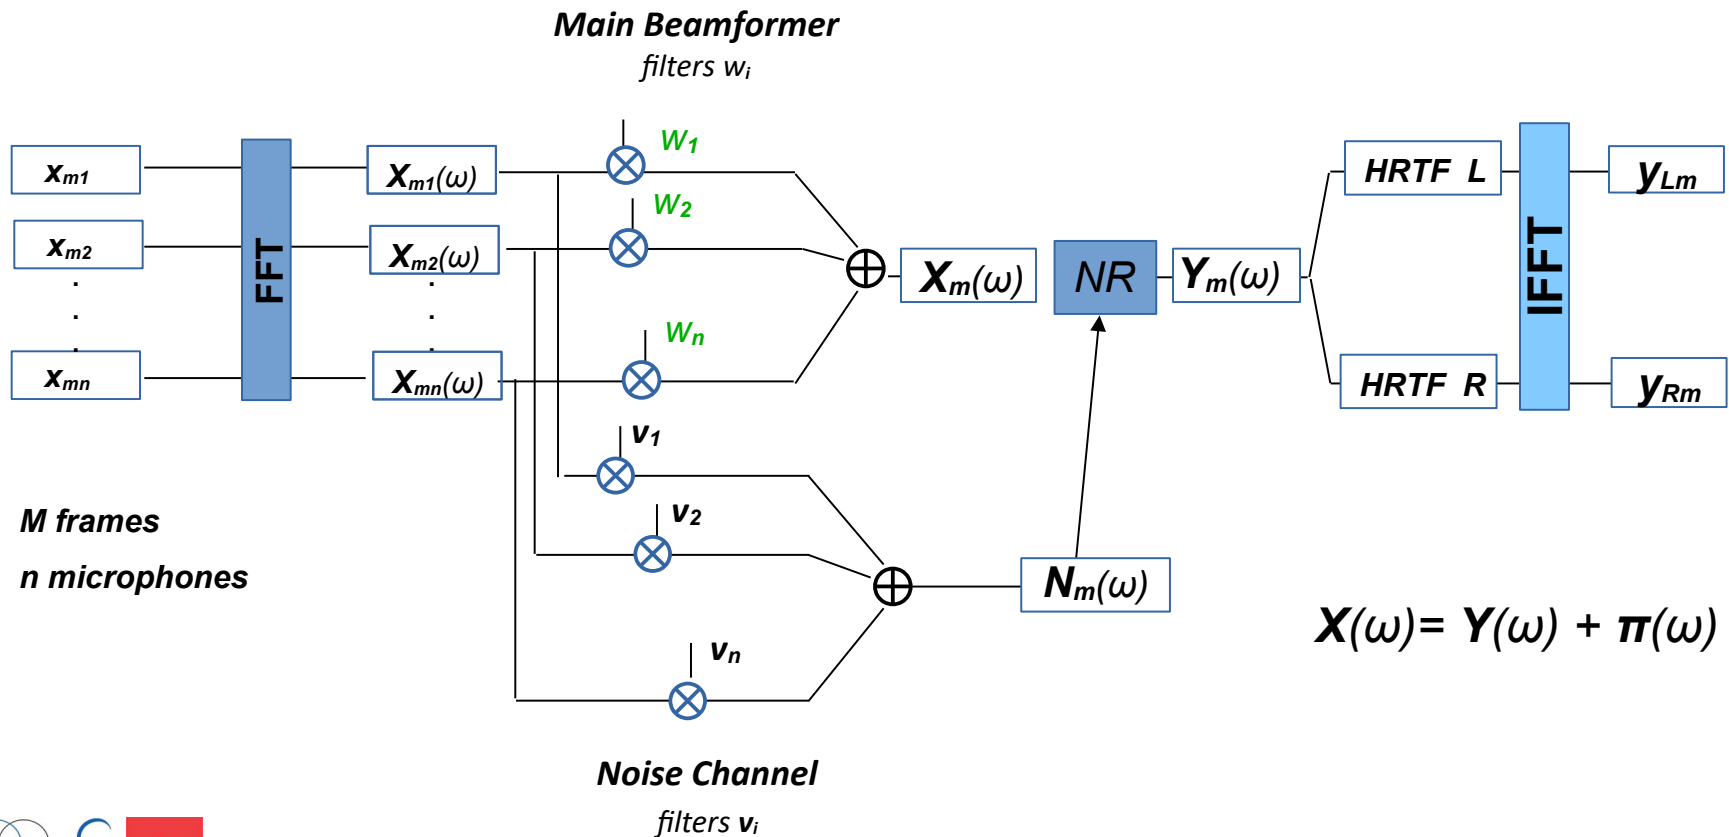 Main Beamformer
filters wᵢ
xm1
xm2
.
.
.
xmn
FFT
Xm1(ω)
Xm2(ω)
.
.
.
Xmn(ω)
W1
W2
Wn
Xm(ω)
NR
Ym(ω)
HRTF L
HRTF R
IFFT
yLm
yRm
v1
v2
vn
Nm(ω)
M frames
n microphones
X(ω)= Y(ω) + π(ω)
Noise Channel
filters vᵢ